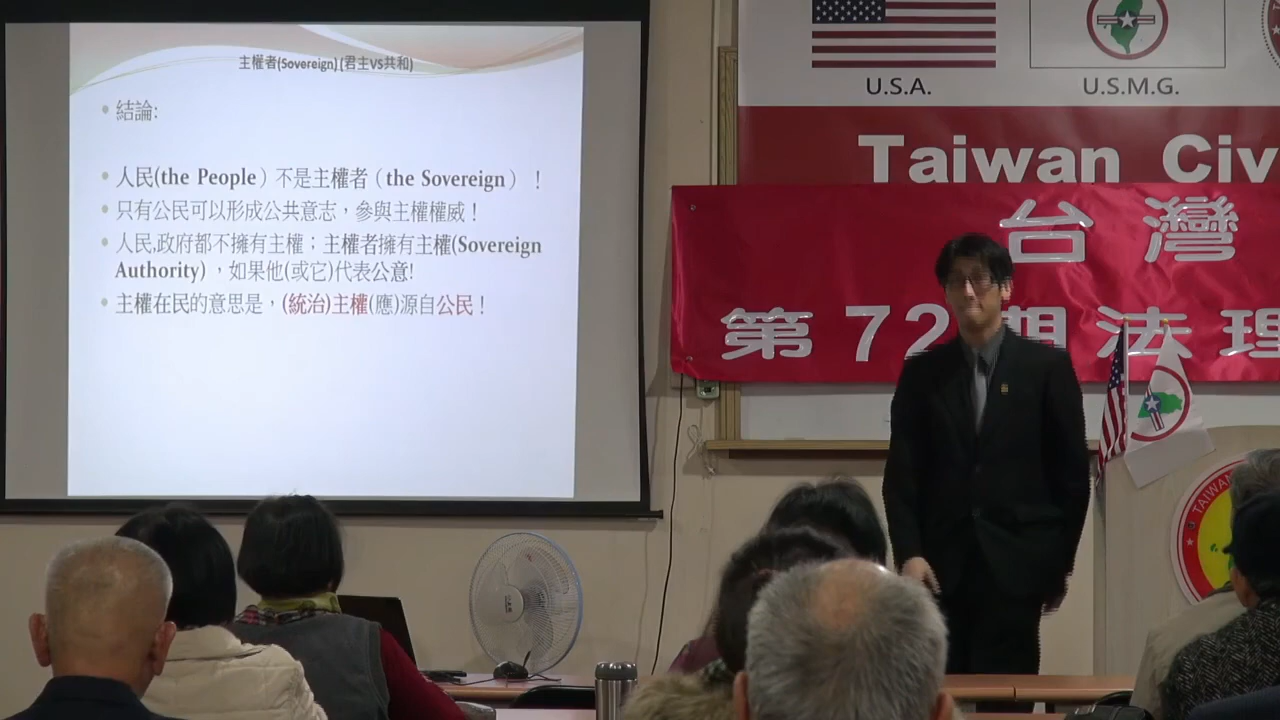 主權者(Sovereign) (君主VS共和)
• 結論:
• 人民(the People) 不是主權者 (the Sovereign) !
• 只有公民可以形成公共意志，參與主權權威!
• 人民,政府都不擁有主權；主權者擁有主權(Sovereign
Authority) ，如果他(或它)代表公意!
• 主權在民的意思是，(統治)主權(應)源自公民!
U.S.A.
U.S.M.G.
Taiwan Civ
台灣
第72期法理
TAIWAN